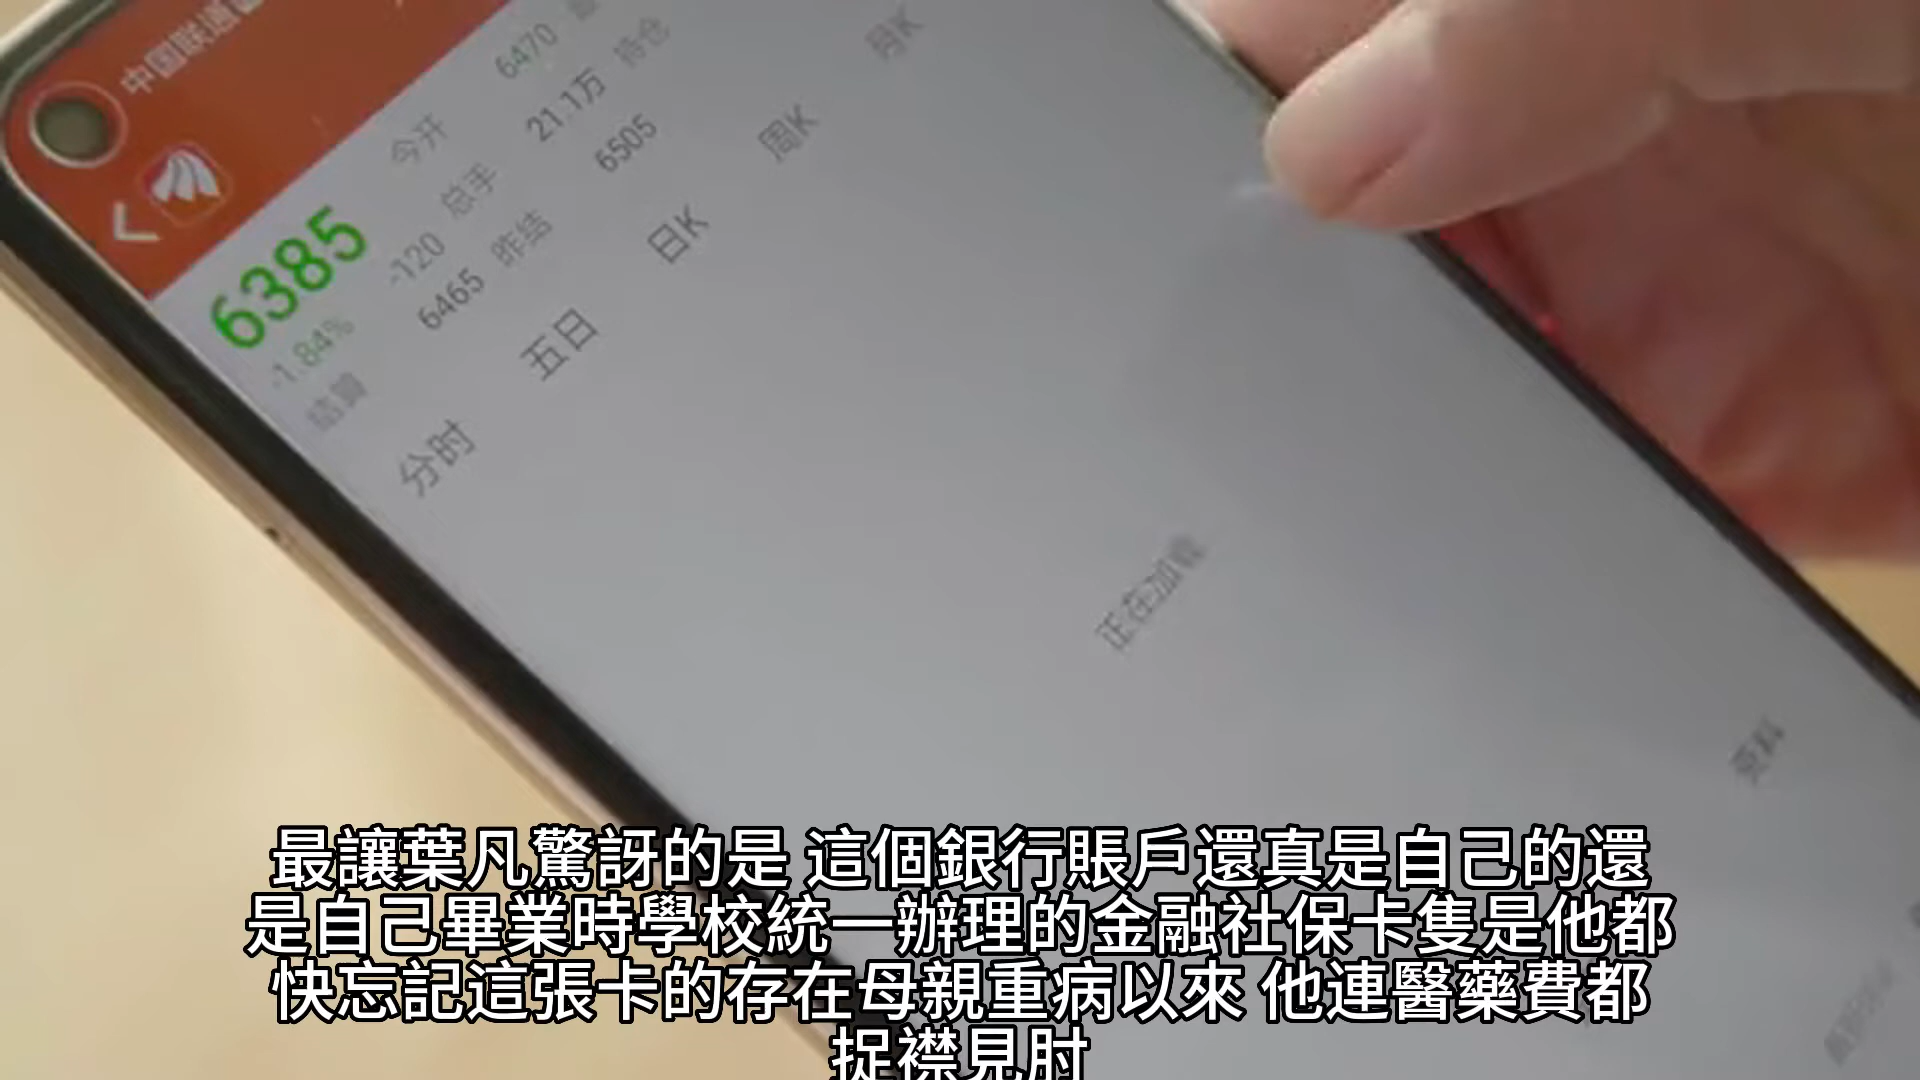 中国联通
6385
-1.84%
-120
今开
6470
总手
21.1万
持仓
结算
6465
昨结
6505
分时
五日
日K
周K
月K
正在加载
最讓葉凡驚訝的是 這個銀行賬戶還真是自己的還
是自己畢業時學校統一辦理的金融社保卡隻是他都
快忘記這張卡的存在母親重病以來 他連醫藥費都
捉襟見肘